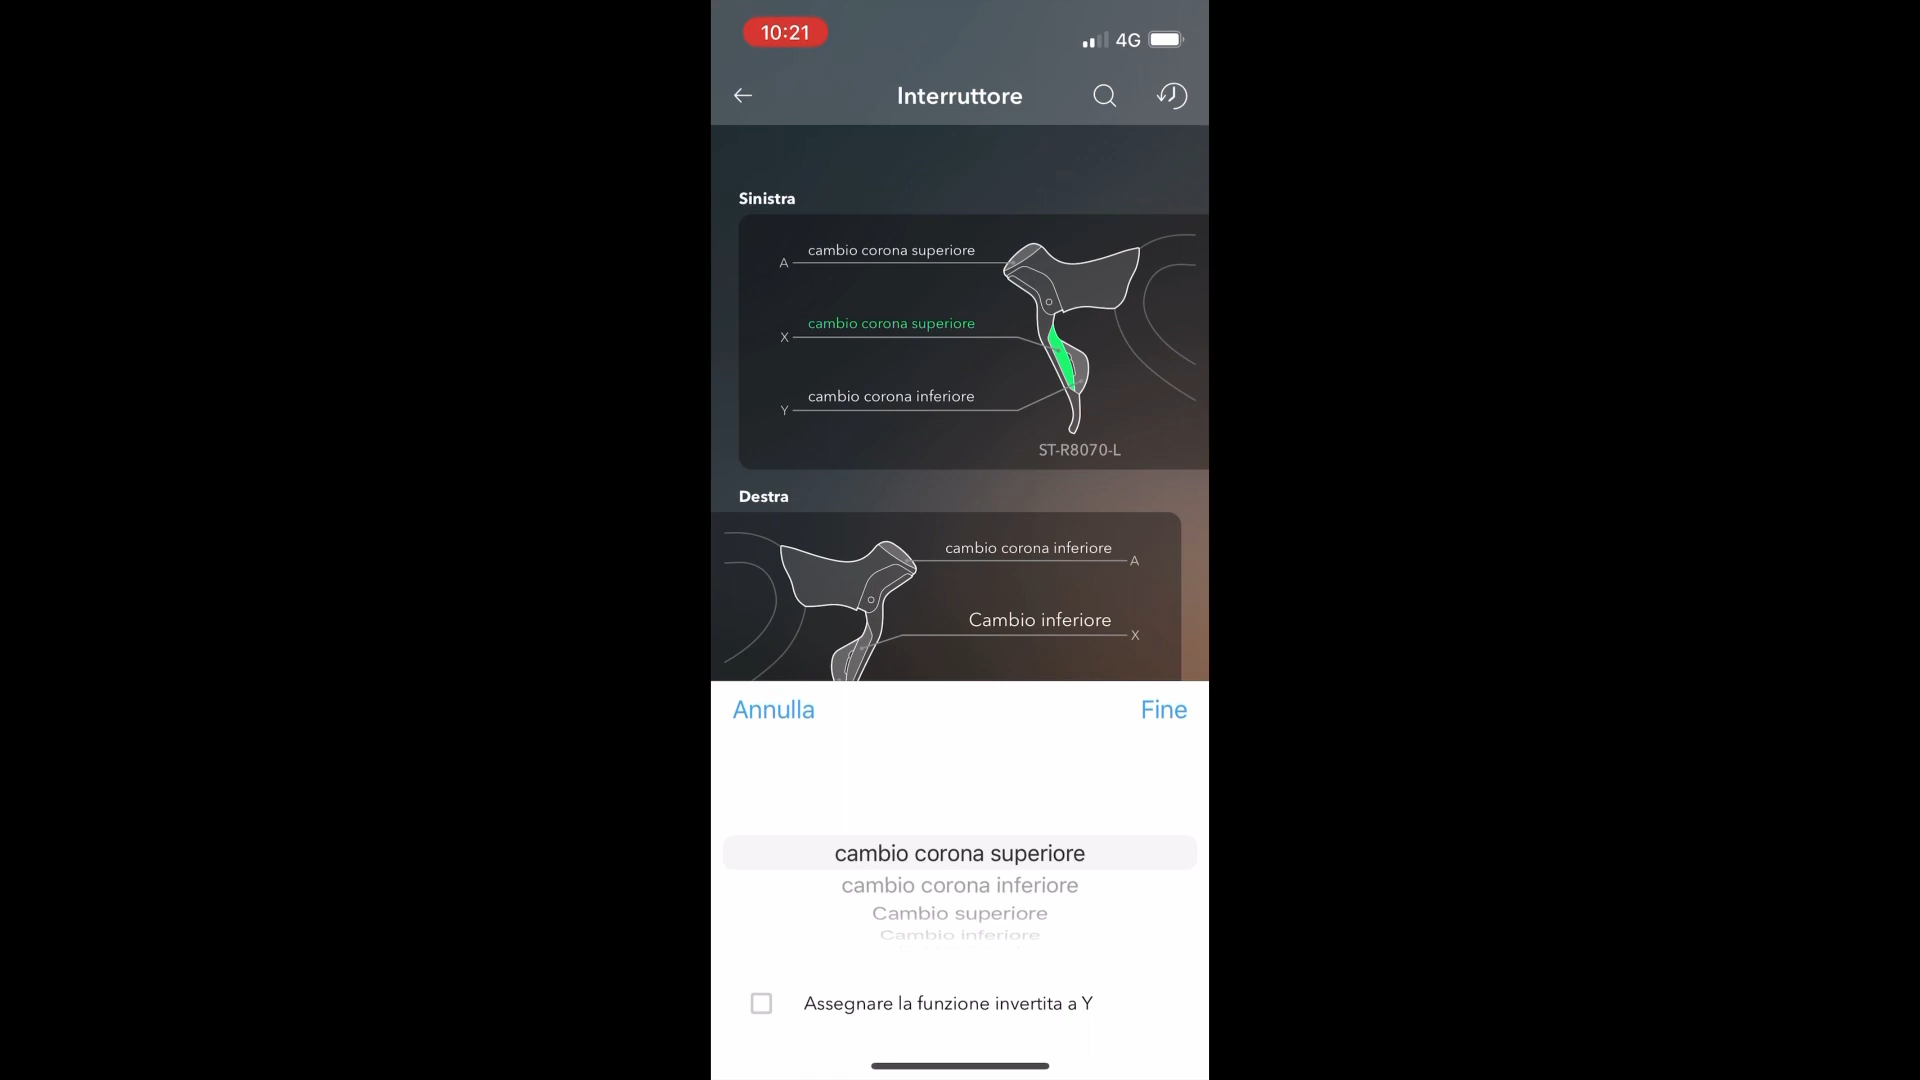 10:21
4G
Interruttore
Sinistra
cambio corona superiore
A
cambio corona superiore
X
cambio corona inferiore
Y
ST-R8070-L
Destra
cambio corona inferiore
A
Cambio inferiore
X
Annulla
Fine
cambio corona superiore
cambio corona inferiore
Cambio superiore
Cambio inferiore
Assegnare la funzione invertita a Y